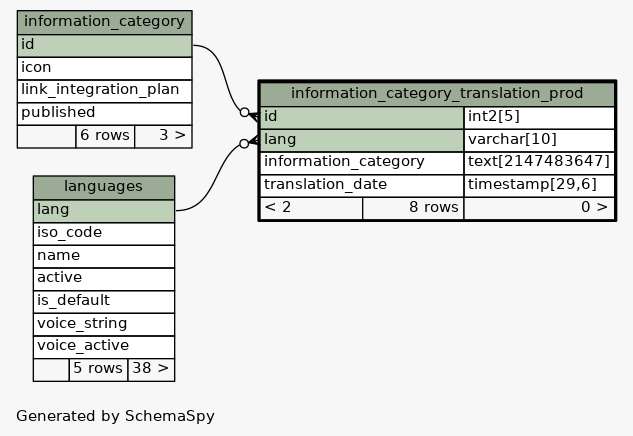 information_category
id
icon
link_integration_plan
published
6 rows 3 >
information_category_translation_prod
id int2[5]
lang varchar[10]
information_category text[2147483647]
translation_date timestamp[29,6]
< 2 8 rows 0 >
languages
lang
iso_code
name
active
is_default
voice_string
voice_active
5 rows 38 >
Generated by SchemaSpy